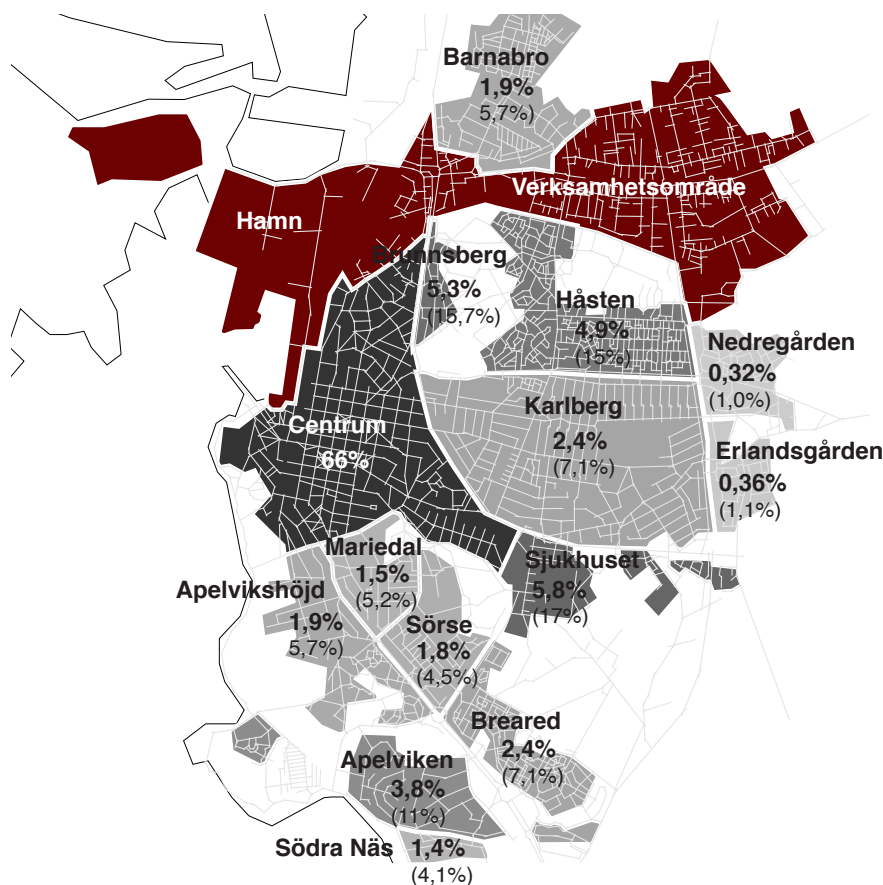 Barnabro
1,9%
5,7%)
Verksamhetsområde
Hamn
Brunnsberg
5,3%
(15,7%)
Håsten
4,9%
(15%)
Nedregården
0,32%
(1,0%)
Karlberg
2,4%
(7,1%)
Centrum
66%
Erlandsgården
0,36%
(1,1%)
Mariedal
1,5%
(5,2%)
Sjukhuset
5,8%
(17%)
Apelvikshöjd
1,9%
5,7%)
Sörse
1,8%
(4,5%)
Breared
2,4%
(7,1%)
Apelviken
3,8%
(11%)
Södra Näs 1,4%
(4,1%)